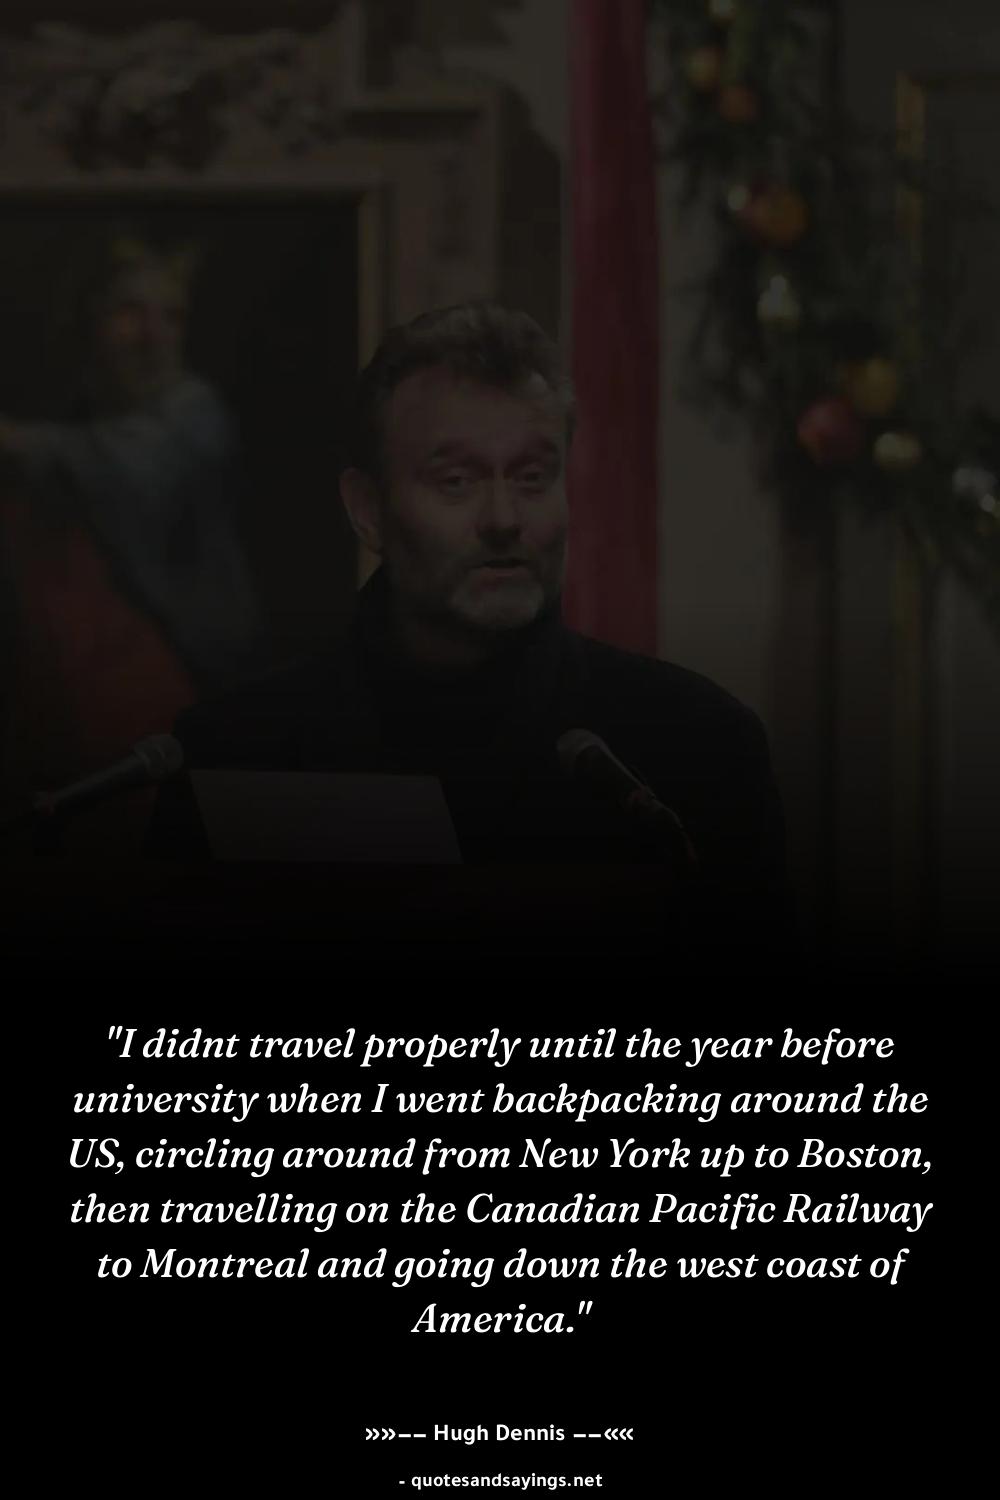 "I didnt travel properly until the year before
university when I went backpacking around the
US, circling around from New York up to Boston,
then travelling on the Canadian Pacific Railway
to Montreal and going down the west coast of
America."
»»−− Hugh Dennis −−««
- quotesandsayings.net